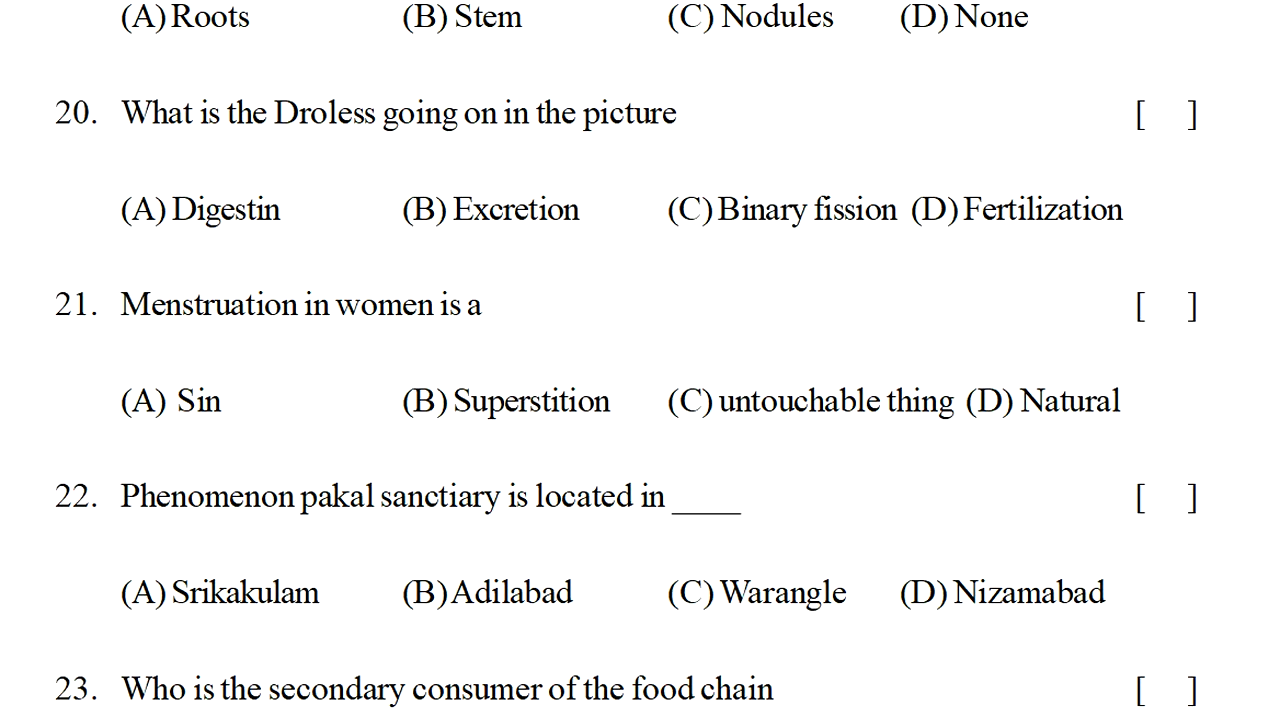 (A) Roots (B) Stem (C) Nodules (D) None
20. What is the Droless going on in the picture [ ]
(A) Digestin (B) Excretion (C) Binary fission (D) Fertilization
21. Menstruation in women is a [ ]
(A) Sin (B) Superstition (C) untouchable thing (D) Natural
22. Phenomenon pakal sanctiary is located in ____ [ ]
(A) Srikakulam (B) Adilabad (C) Warangle (D) Nizamabad
23. Who is the secondary consumer of the food chain [ ]